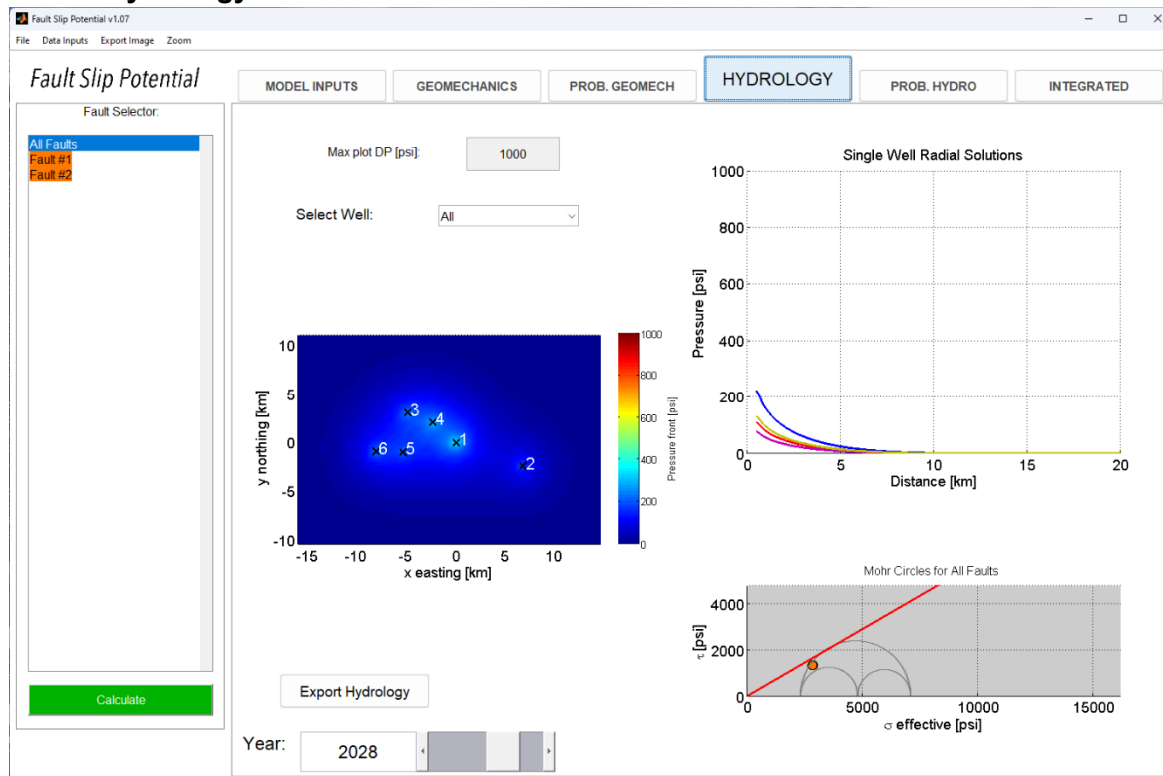 Fault Slip Potential v1.07
File Data Inputs Export Image Zoom
Fault Slip Potential
MODEL INPUTS GEOMECHANICS PROB. GEOMECH HYDROLOGY PROB. HYDRO INTEGRATED
Fault Selector:
All Faults
Fault #1
Fault #2
Calculate
Max plot DP [psi]: 1000
Select Well: All
10
5
0
-5
-10
y northing [km]
-15 -10 -5 0 5 10
x easting [km]
3
4
1
6 5
2
1000
800
600
400
200
0
Pressure front [psi]
Export Hydrology
Year: 2028
Single Well Radial Solutions
1000
800
600
400
200
0
Pressure [psi]
0 5 10 15 20
Distance [km]
Mohr Circles for All Faults
4000
2000
0
τ [psi]
0 5000 10000 15000
σ effective [psi]